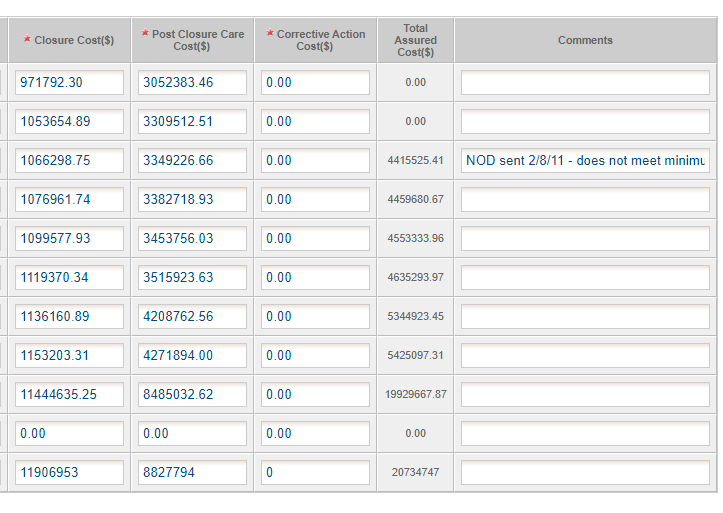 * Closure Cost($) * Post Closure Care Cost($) * Corrective Action Cost($) Total Assured Cost($) Comments
971792.30 3052383.46 0.00 0.00
1053654.89 3309512.51 0.00 0.00
1066298.75 3349226.66 0.00 4415525.41 NOD sent 2/8/11 - does not meet minimu
1076961.74 3382718.93 0.00 4459680.67
1099577.93 3453756.03 0.00 4553333.96
1119370.34 3515923.63 0.00 4635293.97
1136160.89 4208762.56 0.00 5344923.45
1153203.31 4271894.00 0.00 5425097.31
11444635.25 8485032.62 0.00 19929667.87
0.00 0.00 0.00 0.00
11906953 8827794 0 20734747